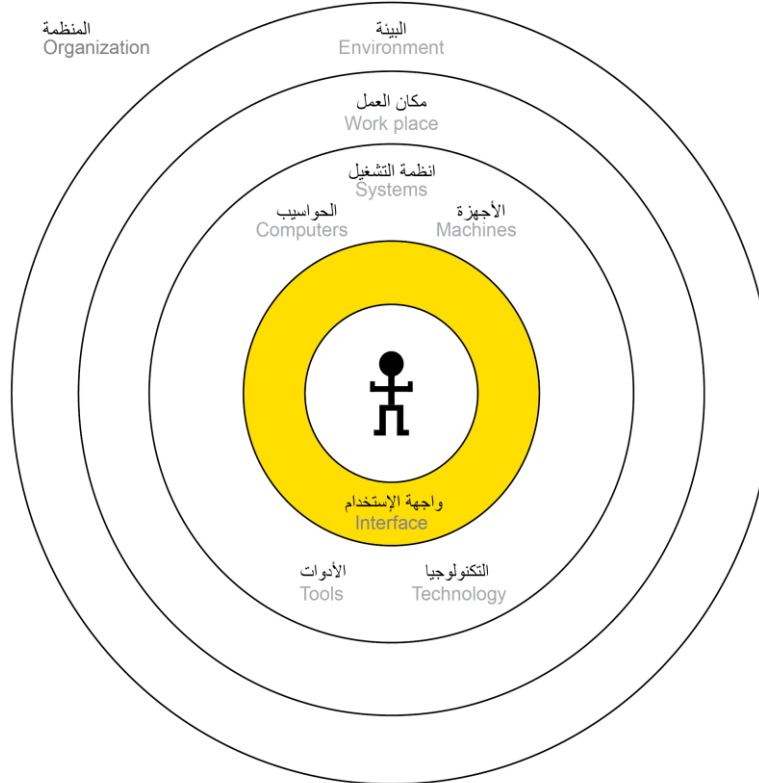 المنظمة
Organization
البيئة
Environment
مكان العمل
Work place
انظمة التشغيل
Systems
الحواسيب
Computers
الأجهزة
Machines
واجهة الإستخدام
Interface
الأدوات
Tools
التكنولوجيا
Technology